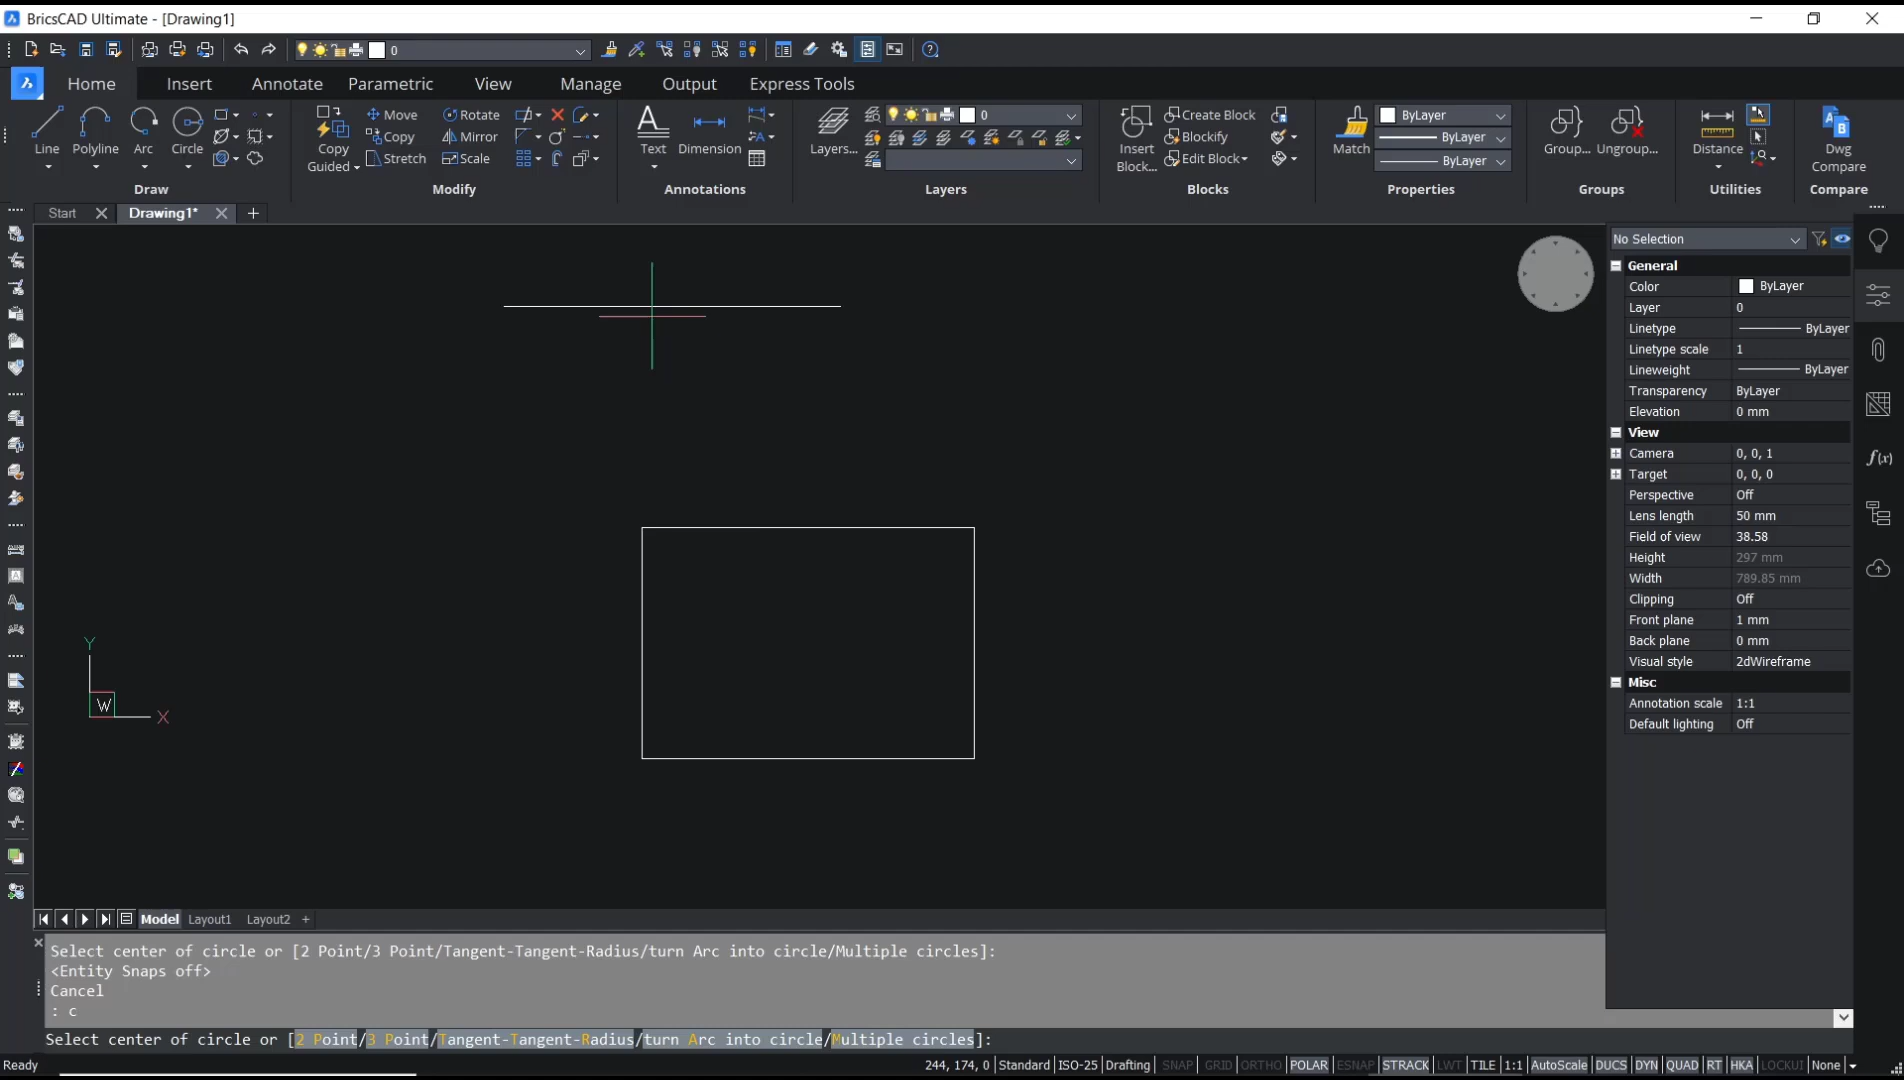 BricsCAD Ultimate - [Drawing1]
0
Home Insert Annotate Parametric View Manage Output Express Tools
Line Polyline Arc Circle
Draw
Copy
Guided
Move Rotate
Copy Mirror
Stretch Scale
Modify
Text Dimension
Annotations
Layers...
0
Layers
Insert
Block...
Create Block
Blockify
Edit Block
Blocks
Match
ByLayer
ByLayer
ByLayer
Properties
Group... Ungroup...
Groups
Distance
Utilities
A
B
Dwg
Compare
Compare
Start Drawing1*
No Selection
General
Color ByLayer
Layer 0
Linetype ByLayer
Linetype scale 1
Lineweight ByLayer
Transparency ByLayer
Elevation 0 mm
View
Camera 0, 0, 1
Target 0, 0, 0
Perspective Off
Lens length 50 mm
Field of view 38.58
Height 297 mm
Width 789.85 mm
Clipping Off
Front plane 1 mm
Back plane 0 mm
Visual style 2dWireframe
Misc
Annotation scale 1:1
Default lighting Off
f(x)
Y
W
X
Model Layout1 Layout2 +
Select center of circle or [2 Point/3 Point/Tangent-Tangent-Radius/turn Arc into circle/Multiple circles]:
<Entity Snaps off>
Cancel
: c
Select center of circle or [2 Point/3 Point/Tangent-Tangent-Radius/turn Arc into circle/Multiple circles]:
Ready 244, 174, 0 Standard ISO-25 Drafting SNAP GRID ORTHO POLAR ESNAP STRACK LWT TILE 1:1 AutoScale DUCS DYN QUAD RT HKA LOCKUI None